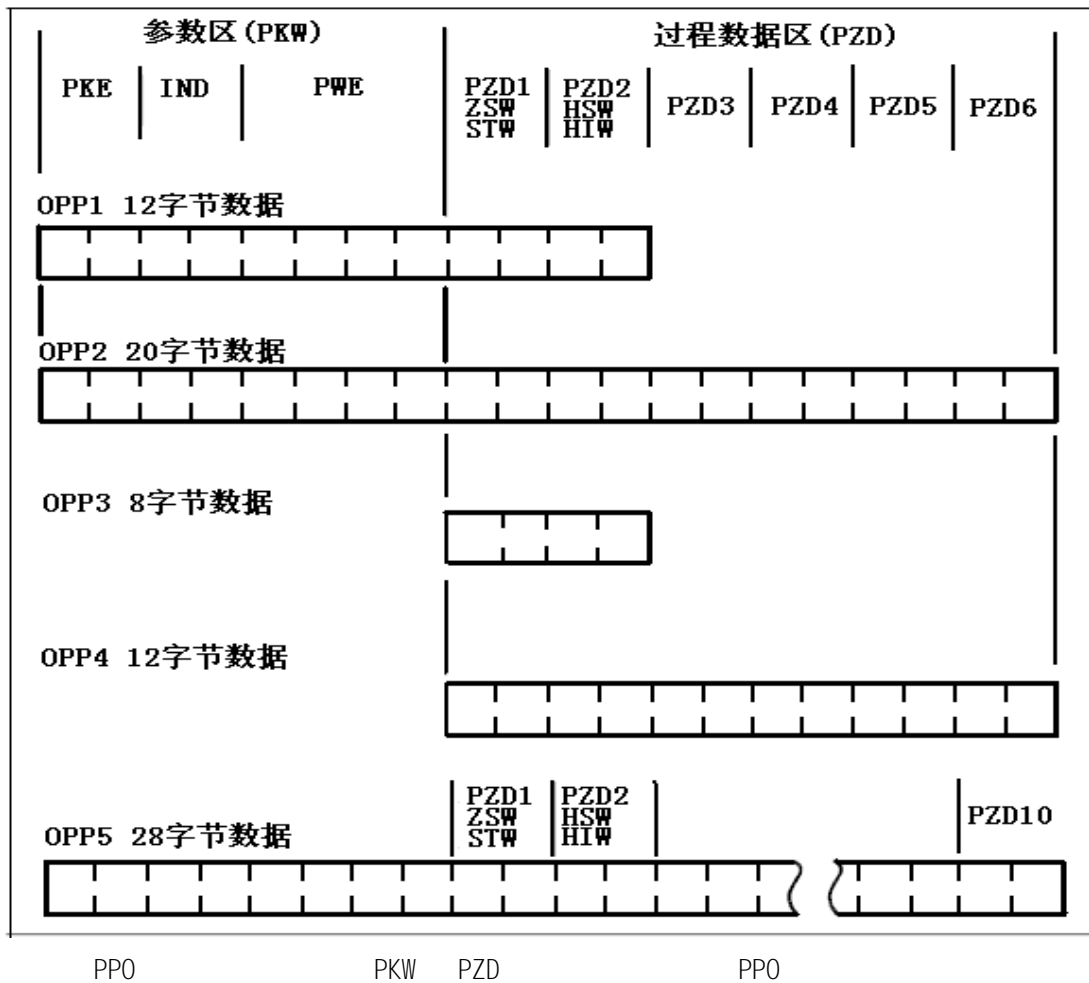 参数区(PKW) 过程数据区(PZD)
PKE IND PWE PZD1 PZD2 PZD3 PZD4 PZD5 PZD6
ZSW HSW
STW HIW
OPP1 12字节数据
OPP2 20字节数据
OPP3 8字节数据
OPP4 12字节数据
PZD1 PZD2 PZD10
ZSW HSW
STW HIW
OPP5 28字节数据
PPO PKW PZD PPO